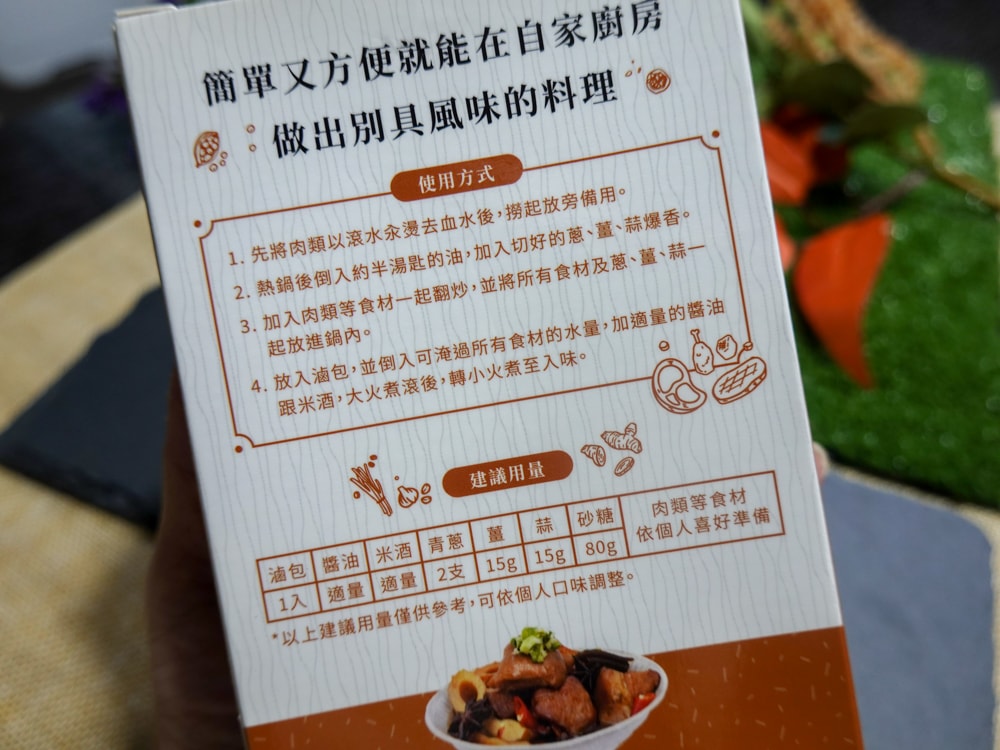 簡單又方便就能在自家廚房
做出別具風味的料理
使用方式
1. 先將肉類以滾水汆燙去血水後，撈起放旁備用。
2. 熱鍋後倒入約半湯匙的油，加入切好的蔥、薑、蒜爆香。
3. 加入肉類等食材一起翻炒，並將所有食材及蔥、薑、蒜一
起放進鍋內。
4. 放入滷包，並倒入可淹過所有食材的水量，加適量的醬油
跟米酒，大火煮滾後，轉小火煮至入味。
建議用量
滷包 醬油 米酒 青蔥 薑 蒜 砂糖 肉類等食材
1入 適量 適量 2支 15g 15g 80g 依個人喜好準備
*以上建議用量僅供參考，可依個人口味調整。